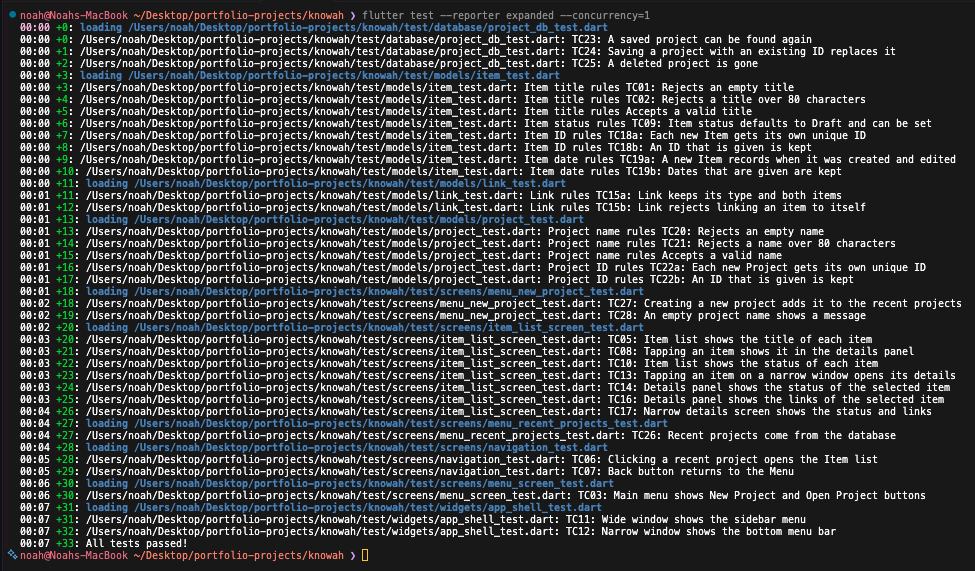 noah@Noahs-MacBook ~/Desktop/portfolio-projects/knowah ❯ flutter test --reporter expanded --concurrency=1
00:00 +0: loading /Users/noah/Desktop/portfolio-projects/knowah/test/database/project_db_test.dart
00:00 +0: /Users/noah/Desktop/portfolio-projects/knowah/test/database/project_db_test.dart: TC23: A saved project can be found again
00:00 +1: /Users/noah/Desktop/portfolio-projects/knowah/test/database/project_db_test.dart: TC24: Saving a project with an existing ID replaces it
00:00 +2: /Users/noah/Desktop/portfolio-projects/knowah/test/database/project_db_test.dart: TC25: A deleted project is gone
00:00 +3: loading /Users/noah/Desktop/portfolio-projects/knowah/test/models/item_test.dart
00:00 +3: /Users/noah/Desktop/portfolio-projects/knowah/test/models/item_test.dart: Item title rules TC01: Rejects an empty title
00:00 +4: /Users/noah/Desktop/portfolio-projects/knowah/test/models/item_test.dart: Item title rules TC02: Rejects a title over 80 characters
00:00 +5: /Users/noah/Desktop/portfolio-projects/knowah/test/models/item_test.dart: Item title rules Accepts a valid title
00:00 +6: /Users/noah/Desktop/portfolio-projects/knowah/test/models/item_test.dart: Item status rules TC09: Item status defaults to Draft and can be set
00:00 +7: /Users/noah/Desktop/portfolio-projects/knowah/test/models/item_test.dart: Item ID rules TC18a: Each new Item gets its own unique ID
00:00 +8: /Users/noah/Desktop/portfolio-projects/knowah/test/models/item_test.dart: Item ID rules TC18b: An ID that is given is kept
00:00 +9: /Users/noah/Desktop/portfolio-projects/knowah/test/models/item_test.dart: Item date rules TC19a: A new Item records when it was created and edited
00:00 +10: /Users/noah/Desktop/portfolio-projects/knowah/test/models/item_test.dart: Item date rules TC19b: Dates that are given are kept
00:00 +11: loading /Users/noah/Desktop/portfolio-projects/knowah/test/models/link_test.dart
00:01 +11: /Users/noah/Desktop/portfolio-projects/knowah/test/models/link_test.dart: Link rules TC15a: Link keeps its type and both items
00:01 +12: /Users/noah/Desktop/portfolio-projects/knowah/test/models/link_test.dart: Link rules TC15b: Link rejects linking an item to itself
00:01 +13: loading /Users/noah/Desktop/portfolio-projects/knowah/test/models/project_test.dart
00:01 +13: /Users/noah/Desktop/portfolio-projects/knowah/test/models/project_test.dart: Project name rules TC20: Rejects an empty name
00:01 +14: /Users/noah/Desktop/portfolio-projects/knowah/test/models/project_test.dart: Project name rules TC21: Rejects a name over 80 characters
00:01 +15: /Users/noah/Desktop/portfolio-projects/knowah/test/models/project_test.dart: Project name rules Accepts a valid name
00:01 +16: /Users/noah/Desktop/portfolio-projects/knowah/test/models/project_test.dart: Project ID rules TC22a: Each new Project gets its own unique ID
00:01 +17: /Users/noah/Desktop/portfolio-projects/knowah/test/models/project_test.dart: Project ID rules TC22b: An ID that is given is kept
00:01 +18: loading /Users/noah/Desktop/portfolio-projects/knowah/test/screens/menu_new_project_test.dart
00:02 +18: /Users/noah/Desktop/portfolio-projects/knowah/test/screens/menu_new_project_test.dart: TC27: Creating a new project adds it to the recent projects
00:02 +19: /Users/noah/Desktop/portfolio-projects/knowah/test/screens/menu_new_project_test.dart: TC28: An empty project name shows a message
00:02 +20: loading /Users/noah/Desktop/portfolio-projects/knowah/test/screens/item_list_screen_test.dart
00:03 +20: /Users/noah/Desktop/portfolio-projects/knowah/test/screens/item_list_screen_test.dart: TC05: Item list shows the title of each item
00:03 +21: /Users/noah/Desktop/portfolio-projects/knowah/test/screens/item_list_screen_test.dart: TC08: Tapping an item shows it in the details panel
00:03 +22: /Users/noah/Desktop/portfolio-projects/knowah/test/screens/item_list_screen_test.dart: TC10: Item list shows the status of each item
00:03 +23: /Users/noah/Desktop/portfolio-projects/knowah/test/screens/item_list_screen_test.dart: TC13: Tapping an item on a narrow window opens its details
00:03 +24: /Users/noah/Desktop/portfolio-projects/knowah/test/screens/item_list_screen_test.dart: TC14: Details panel shows the status of the selected item
00:03 +25: /Users/noah/Desktop/portfolio-projects/knowah/test/screens/item_list_screen_test.dart: TC16: Details panel shows the links of the selected item
00:04 +26: /Users/noah/Desktop/portfolio-projects/knowah/test/screens/item_list_screen_test.dart: TC17: Narrow details screen shows the status and links
00:04 +27: loading /Users/noah/Desktop/portfolio-projects/knowah/test/screens/menu_recent_projects_test.dart
00:04 +27: /Users/noah/Desktop/portfolio-projects/knowah/test/screens/menu_recent_projects_test.dart: TC26: Recent projects come from the database
00:04 +28: loading /Users/noah/Desktop/portfolio-projects/knowah/test/screens/navigation_test.dart
00:05 +28: /Users/noah/Desktop/portfolio-projects/knowah/test/screens/navigation_test.dart: TC06: Clicking a recent project opens the Item list
00:05 +29: /Users/noah/Desktop/portfolio-projects/knowah/test/screens/navigation_test.dart: TC07: Back button returns to the Menu
00:06 +30: loading /Users/noah/Desktop/portfolio-projects/knowah/test/screens/menu_screen_test.dart
00:06 +30: /Users/noah/Desktop/portfolio-projects/knowah/test/screens/menu_screen_test.dart: TC03: Main menu shows New Project and Open Project buttons
00:07 +31: loading /Users/noah/Desktop/portfolio-projects/knowah/test/widgets/app_shell_test.dart
00:07 +31: /Users/noah/Desktop/portfolio-projects/knowah/test/widgets/app_shell_test.dart: TC11: Wide window shows the sidebar menu
00:07 +32: /Users/noah/Desktop/portfolio-projects/knowah/test/widgets/app_shell_test.dart: TC12: Narrow window shows the bottom menu bar
00:07 +33: All tests passed!
noah@Noahs-MacBook ~/Desktop/portfolio-projects/knowah ❯